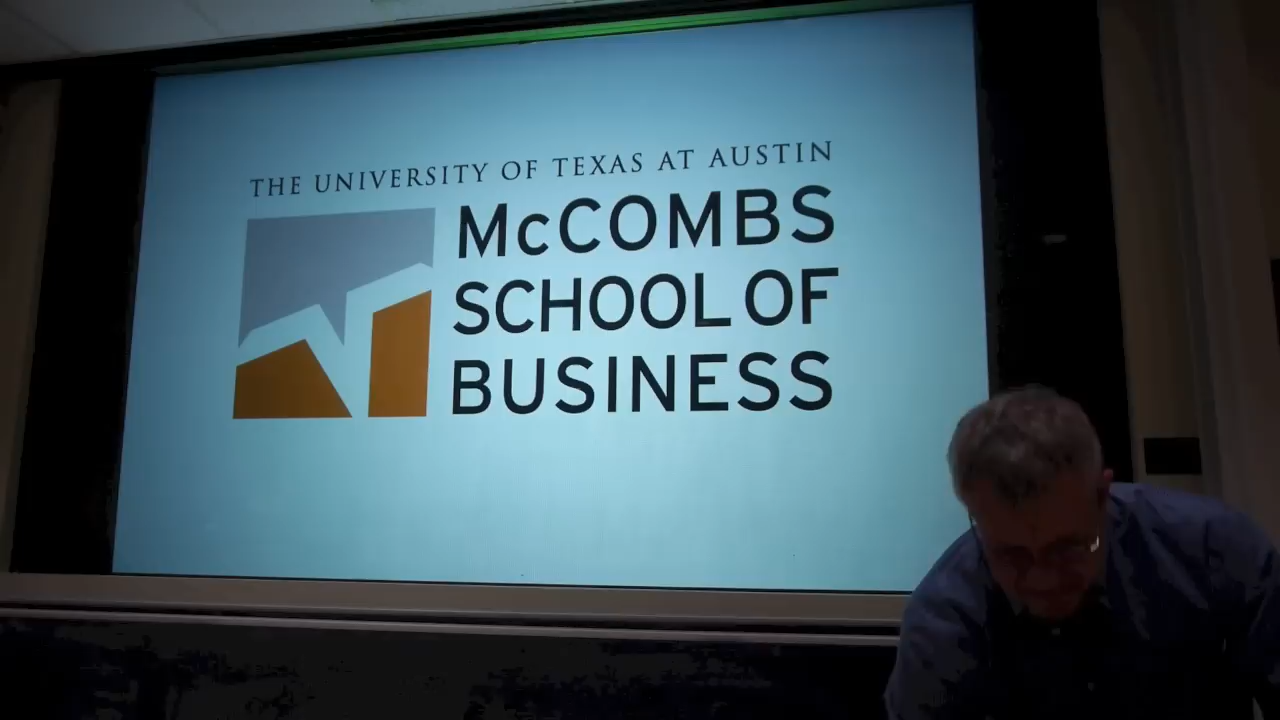 THE UNIVERSITY OF TEXAS AT AUSTIN
McCOMBS
SCHOOL OF
BUSINESS